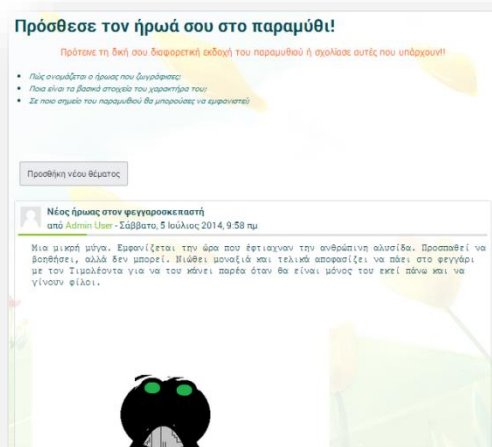 Πρόσθεσε τον ήρωά σου στο παραμύθι!
Πρότεινε τη δική σου διαφορετική εκδοχή του παραμυθιού ή σχολίασε αυτές που υπάρχουν!!
Πώς ονομάζεται ο ήρωας που ζωγράφισες;
Ποια είναι τα βασικά στοιχεία του χαρακτήρα του;
Σε ποιο σημείο του παραμυθιού θα μπορούσες να εμφανιστεί;
Προσθήκη νέου θέματος
Νέος ήρωας στον φεγγαροσκεπαστή
από Admin User - Σάββατο, 5 Ιούλιος 2014, 9:58 πμ
Μια μικρή μύγα. Εμφανίζεται την ώρα που έφτιαχναν την ανθρώπινη αλυσίδα. Προσπαθεί να
βοηθήσει, αλλά δεν μπορεί. Νιώθει μοναξιά και τελικά αποφασίζει να πάει στο φεγγάρι
με τον Τιμολέοντα για να του κάνει παρέα όταν θα είναι μόνος του εκεί πάνω και να
γίνουν φίλοι.